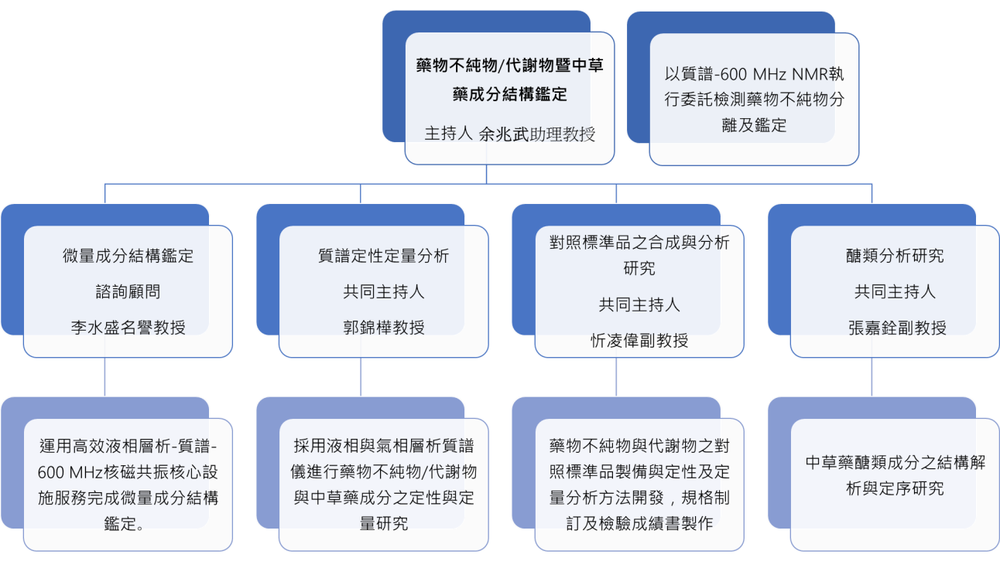 藥物不純物/代謝物暨中草
藥成分結構鑑定
主持人 余兆武助理教授
以質譜-600 MHz NMR執
行委託檢測藥物不純物分
離及鑑定
微量成分結構鑑定
諮詢顧問
李水盛名譽教授
質譜定性定量分析
共同主持人
郭錦樺教授
對照標準品之合成與分析
研究
共同主持人
忻凌偉副教授
醣類分析研究
共同主持人
張嘉銓副教授
運用高效液相層析-質譜-
600 MHz核磁共振核心設
施服務完成微量成分結構
鑑定。
採用液相與氣相層析質譜
儀進行藥物不純物/代謝物
與中草藥成分之定性與定
量研究
藥物不純物與代謝物之對
照標準品製備與定性及定
量分析方法開發，規格制
訂及檢驗成績書製作
中草藥醣類成分之結構解
析與定序研究